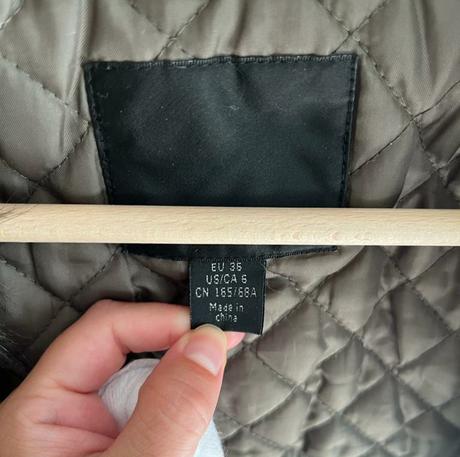 EU 36
US/CA 6
CN 165/88A
Made in
china